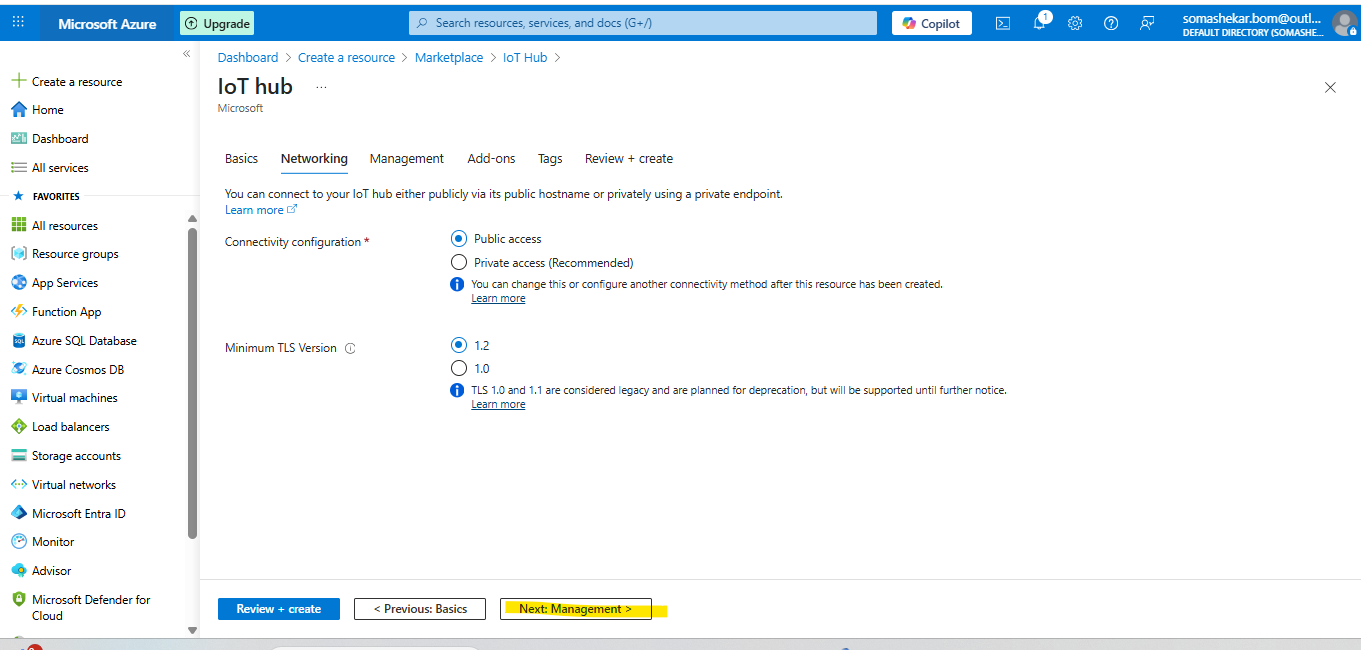 Microsoft Azure
Upgrade
Search resources, services, and docs (G+/)
Copilot
1
somashekar.bom@outl...
DEFAULT DIRECTORY (SOMASHE...
Create a resource
Home
Dashboard
All services
FAVORITES
All resources
Resource groups
App Services
Function App
Azure SQL Database
Azure Cosmos DB
Virtual machines
Load balancers
Storage accounts
Virtual networks
Microsoft Entra ID
Monitor
Advisor
Microsoft Defender for
Cloud
Dashboard > Create a resource > Marketplace > IoT Hub >
IoT hub ...
Microsoft
Basics Networking Management Add-ons Tags Review + create
You can connect to your IoT hub either publicly via its public hostname or privately using a private endpoint.
Learn more
Connectivity configuration *
Public access
Private access (Recommended)
You can change this or configure another connectivity method after this resource has been created.
Learn more
Minimum TLS Version
1.2
1.0
TLS 1.0 and 1.1 are considered legacy and are planned for deprecation, but will be supported until further notice.
Learn more
Review + create
< Previous: Basics
Next: Management >